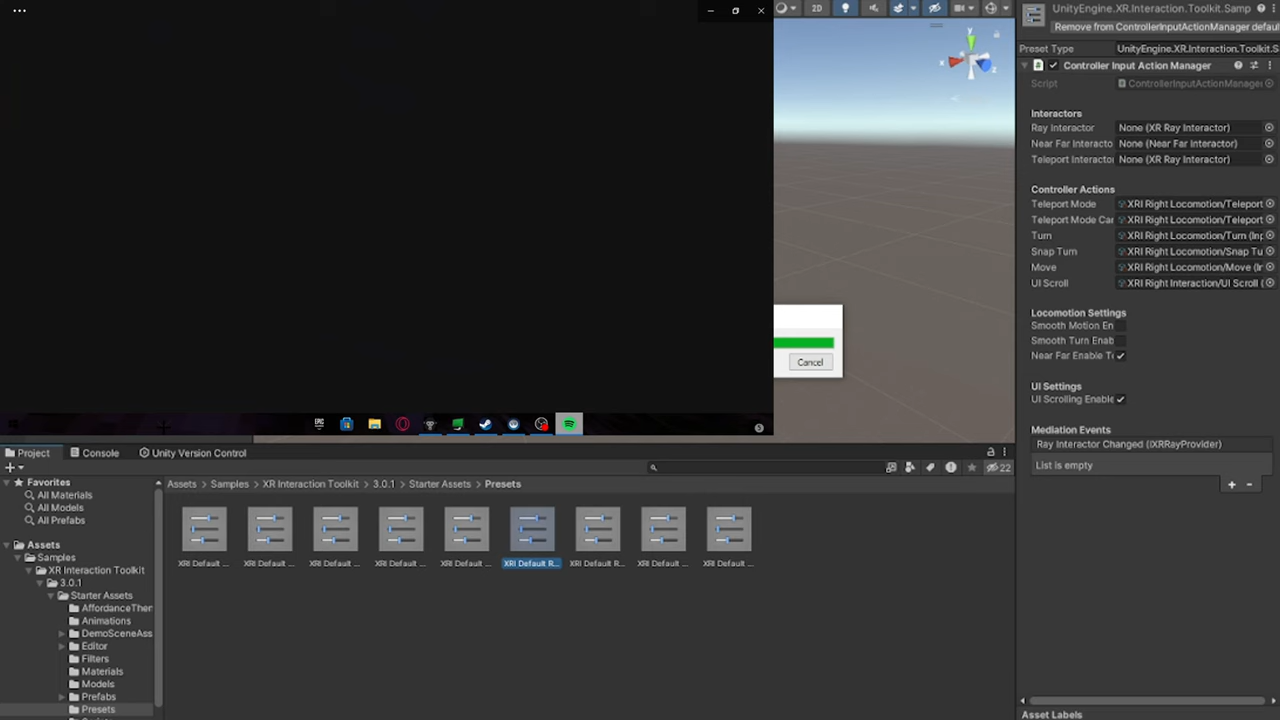 2D
UnityEngine.XR.Interaction.Toolkit.Samp
Remove from ControllerInputActionManager defaul
Preset Type
UnityEngine.XR.Interaction.Toolkit.S
Controller Input Action Manager
Script
ControllerInputActionManager
Interactors
Ray Interactor
None (XR Ray Interactor)
Near Far Interacto
None (Near Far Interactor)
Teleport Interacto
None (XR Ray Interactor)
Controller Actions
Teleport Mode
XRI Right Locomotion/Teleport
Teleport Mode Can
XRI Right Locomotion/Teleport
Turn
XRI Right Locomotion/Turn (Inp
Snap Turn
XRI Right Locomotion/Snap Tu
Move
XRI Right Locomotion/Move (In
UI Scroll
XRI Right Interaction/UI Scroll (
Locomotion Settings
Smooth Motion En
Smooth Turn Enab
Near Far Enable Te
UI Settings
UI Scrolling Enable
Mediation Events
Ray Interactor Changed (IXRRayProvider)
List is empty
Asset Labels
y
x
z
Cancel
EPIC
Project
Console
Unity Version Control
22
Favorites
All Materials
All Models
All Prefabs
Assets
Samples
XR Interaction Toolkit
3.0.1
Starter Assets
AffordanceTher
Animations
DemoSceneAss
Editor
Filters
Materials
Models
Prefabs
Presets
Assets > Samples > XR Interaction Toolkit > 3.0.1 > Starter Assets > Presets
XRI Default ...
XRI Default ...
XRI Default ...
XRI Default ...
XRI Default ...
XRI Default R...
XRI Default R...
XRI Default ...
XRI Default ...